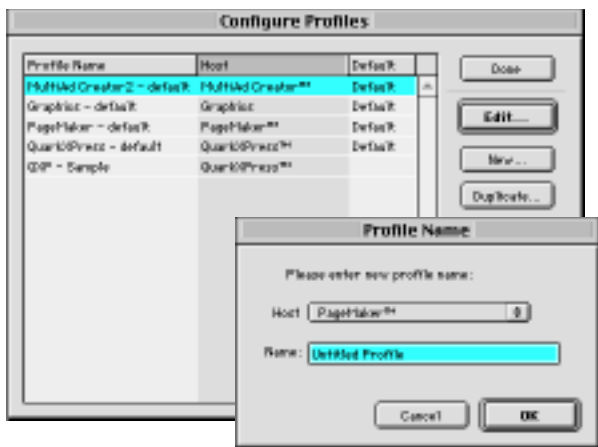 Configure Profiles
Profile Name Host Default
MultiAd Creator2 - default MultiAd Creator™ Default
Graphics - default Graphics Default
PageMaker - default PageMaker™ Default
QuarkXPress - default QuarkXPress™ Default
QXP - Sample QuarkXPress™
Done
Edit...
New...
Duplicate...
Profile Name
Please enter new profile name:
Host PageMaker™
Name: Untitled Profile
Cancel OK